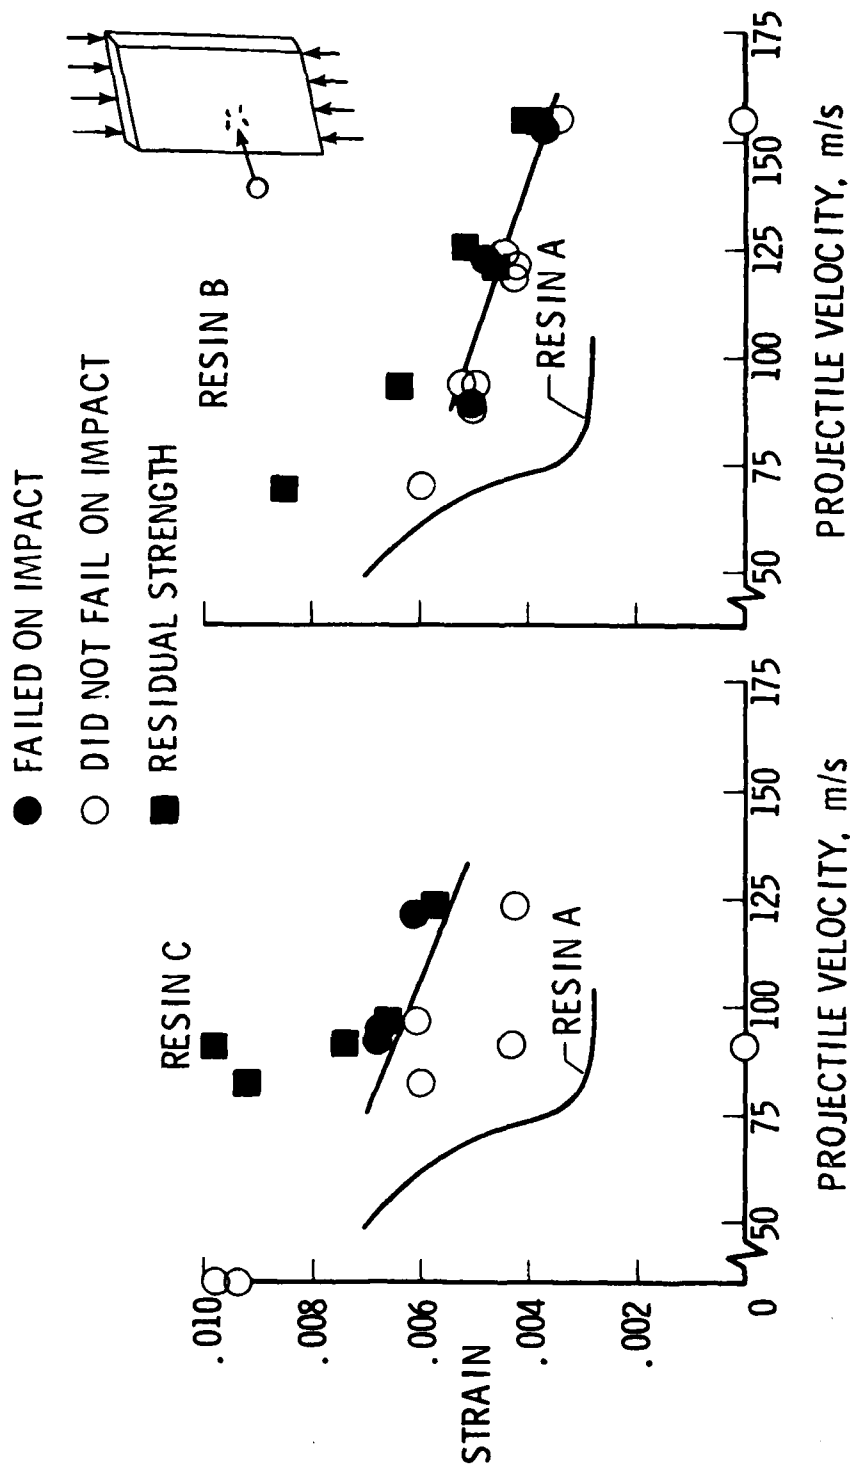 FAILED ON IMPACT
DID NOT FAIL ON IMPACT
RESIDUAL STRENGTH
RESIN C
RESIN B
.010
.008
.006
.004
.002
0
STRAIN
RESIN A
RESIN A
50 75 100 125 150 175
50 75 100 125 150 175
PROJECTILE VELOCITY, m/s
PROJECTILE VELOCITY, m/s